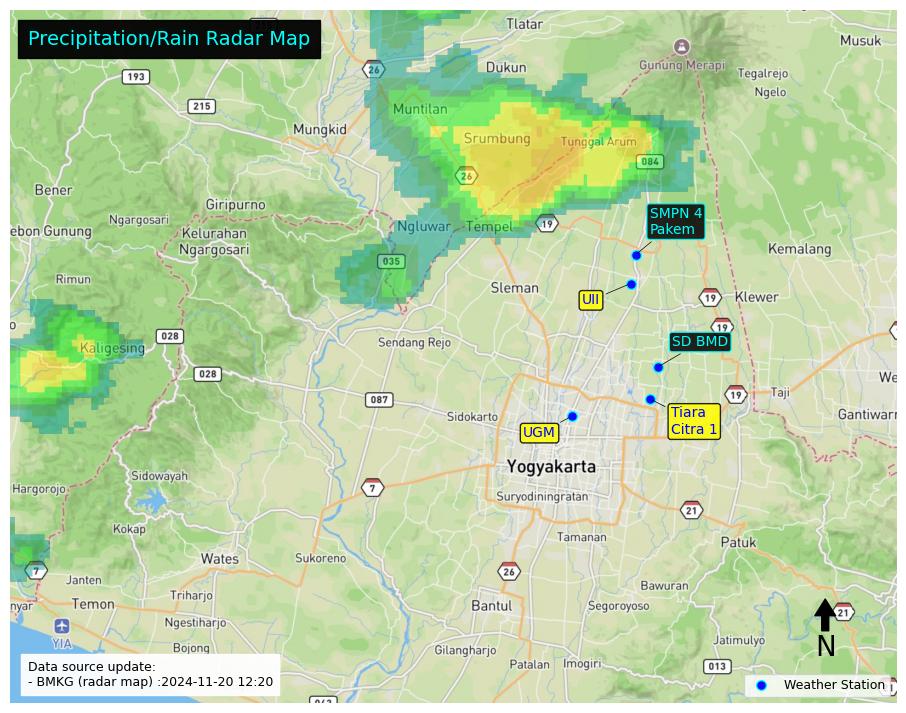 Precipitation/Rain Radar Map
Tlatar
Musuk
26
Dukun
Gunung Merapi
Tegalrejo
193
Ngelo
215
Muntilan
Mungkid
Srumbung
Tunggal Arum
084
26
Bener
Giripurno
Ngargosari
SMPN 4
Pakem
ebon Gunung
Kelurahan
Ngargosari
Ngluwar
Tempel
19
Kemalang
035
Rimun
Sleman
UII
19
Klewer
19
028
Kaligesing
Sendang Rejo
SD BMD
028
087
19
Taji
We
Sidokarto
Tiara
Citra 1
Gantiwarn
UGM
Yogyakarta
Sidowayah
Hargorojo
7
Suryodiningratan
21
Kokap
Tamanan
Patuk
Wates
Sukoreno
7
Janten
26
Bawuran
Triharjo
nyar
Temon
Bantul
Segoroyoso
21
Ngestiharjo
YIA
Jatimulyo
N
Bojong
Gilangharjo
Patalan
Imogiri
013
Data source update:
- BMKG (radar map) :2024-11-20 12:20
Weather Station